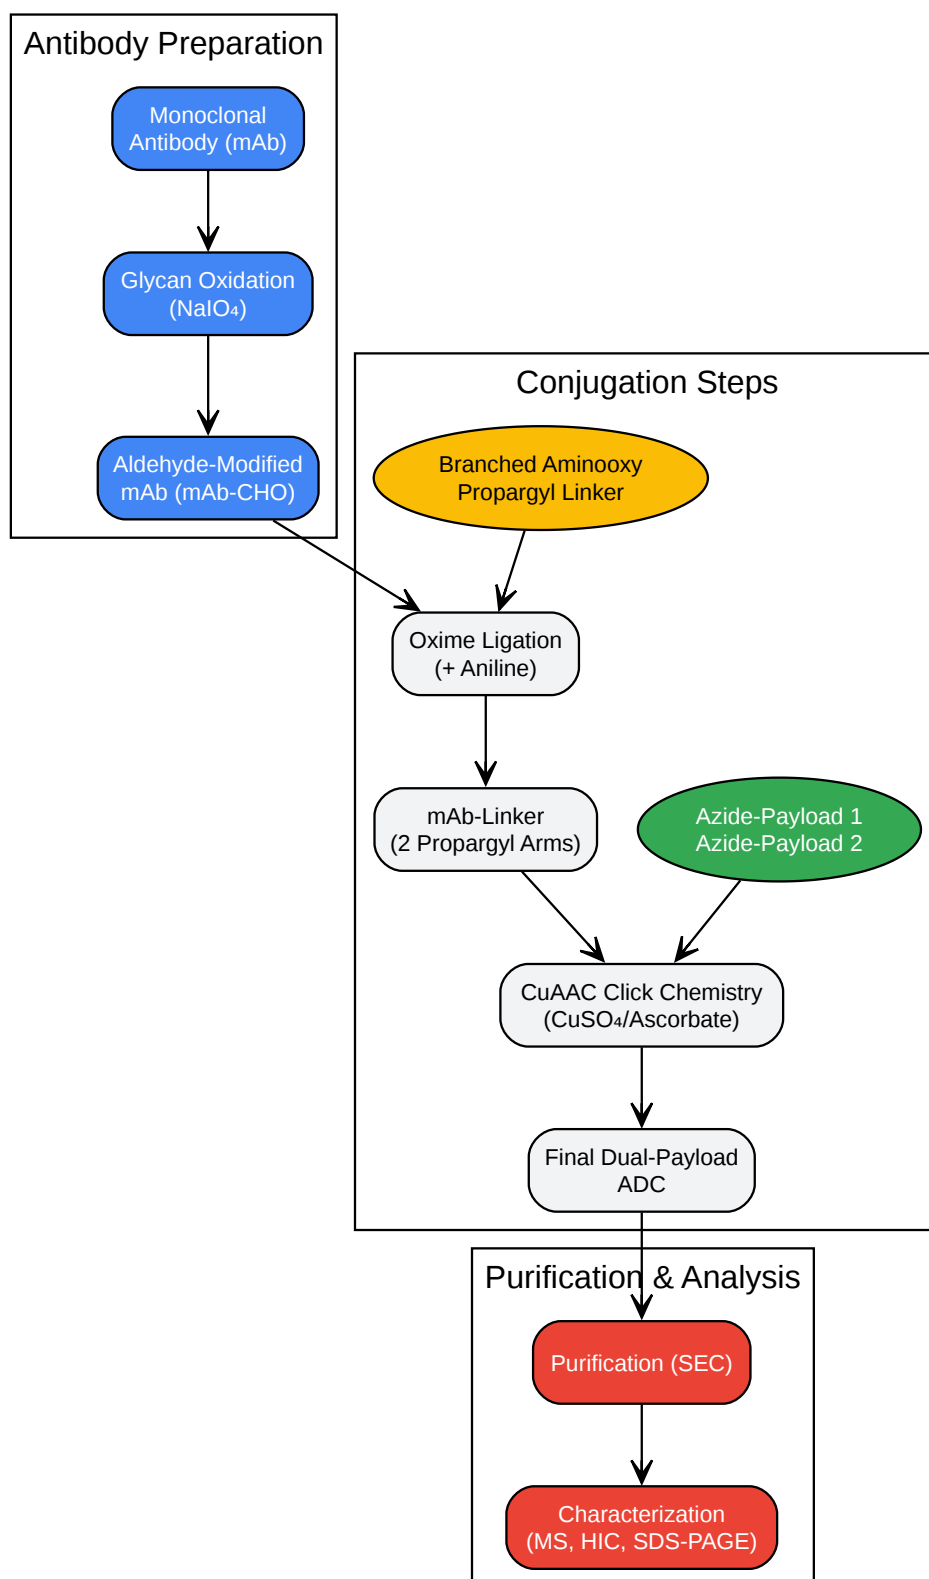 Antibody Preparation
Monoclonal
Antibody (mAb)
Glycan Oxidation
(NaIO₄)
Aldehyde-Modified
mAb (mAb-CHO)
Conjugation Steps
Branched Aminooxy
Propargyl Linker
Oxime Ligation
(+ Aniline)
mAb-Linker
(2 Propargyl Arms)
Azide-Payload 1
Azide-Payload 2
CuAAC Click Chemistry
(CuSO₄/Ascorbate)
Final Dual-Payload
ADC
Purification & Analysis
Purification (SEC)
Characterization
(MS, HIC, SDS-PAGE)